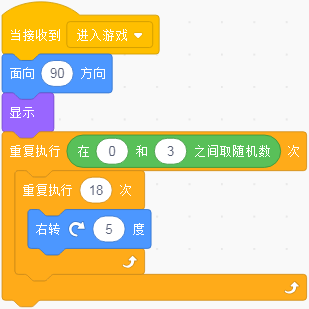 当接收到 进入游戏
面向 90 方向
显示
重复执行 在 0 和 3 之间取随机数 次
重复执行 18 次
右转 5 度